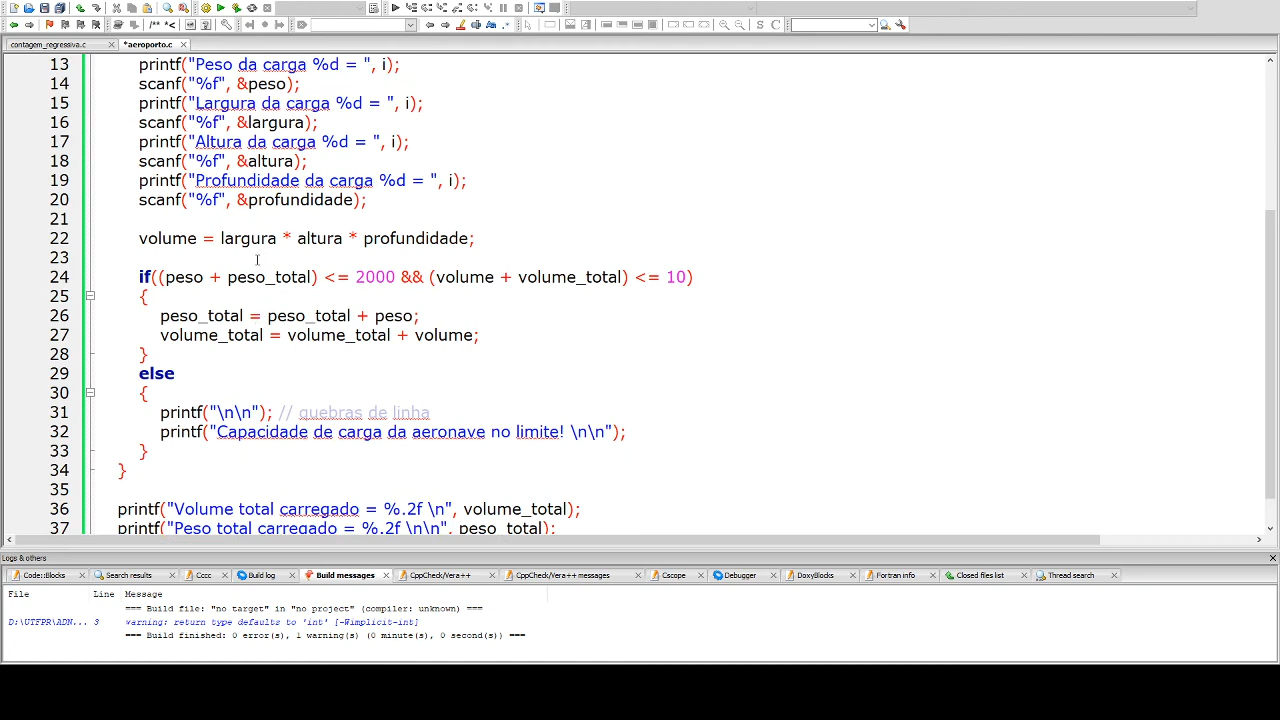 contagem_regressiva.c *aeroporto.c
13 printf("Peso da carga %d = ", i);
14 scanf("%f", &peso);
15 printf("Largura da carga %d = ", i);
16 scanf("%f", &largura);
17 printf("Altura da carga %d = ", i);
18 scanf("%f", &altura);
19 printf("Profundidade da carga %d = ", i);
20 scanf("%f", &profundidade);
21
22 volume = largura * altura * profundidade;
23
24 if((peso + peso_total) <= 2000 && (volume + volume_total) <= 10)
25 {
26 peso_total = peso_total + peso;
27 volume_total = volume_total + volume;
28 }
29 else
30 {
31 printf("\n\n"); // quebras de linha
32 printf("Capacidade de carga da aeronave no limite! \n\n");
33 }
34 }
35
36 printf("Volume total carregado = %.2f \n", volume_total);
37 printf("Peso total carregado = %.2f \n\n", peso_total);
Logs & others
Code::Blocks Search results Cccc Build log Build messages CppCheck/Vera++ CppCheck/Vera++ messages Cscope Debugger DoxyBlocks Fortran info Closed files list Thread search
File Line Message
=== Build file: "no target" in "no project" (compiler: unknown) ===
D:\UTFPR\ADN... 3 warning: return type defaults to 'int' [-Wimplicit-int]
=== Build finished: 0 error(s), 1 warning(s) (0 minute(s), 0 second(s)) ===